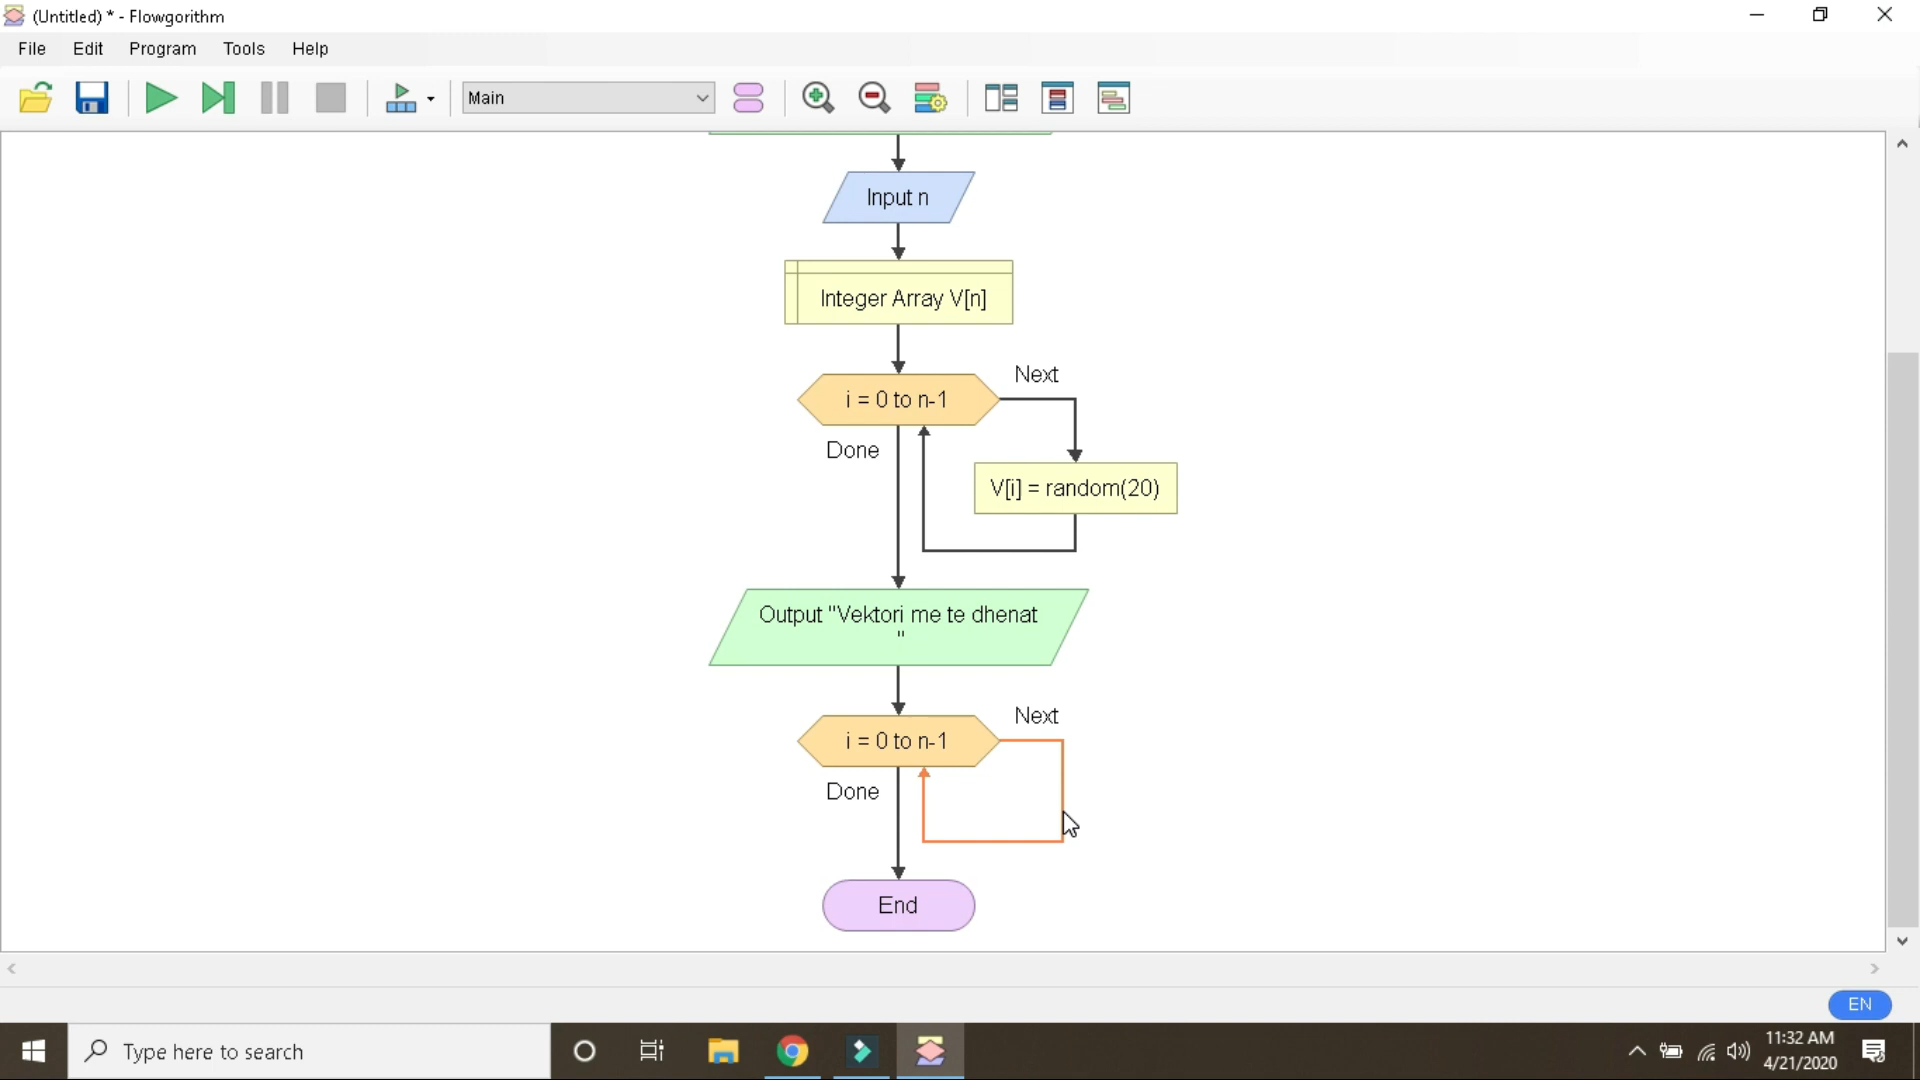 (Untitled) * - Flowgorithm
File Edit Program Tools Help
Main
Input n
Integer Array V[n]
Next
i = 0 to n-1
Done
V[i] = random(20)
Output "Vektori me te dhenat
"
Next
i = 0 to n-1
Done
End
EN
Type here to search
11:32 AM
4/21/2020